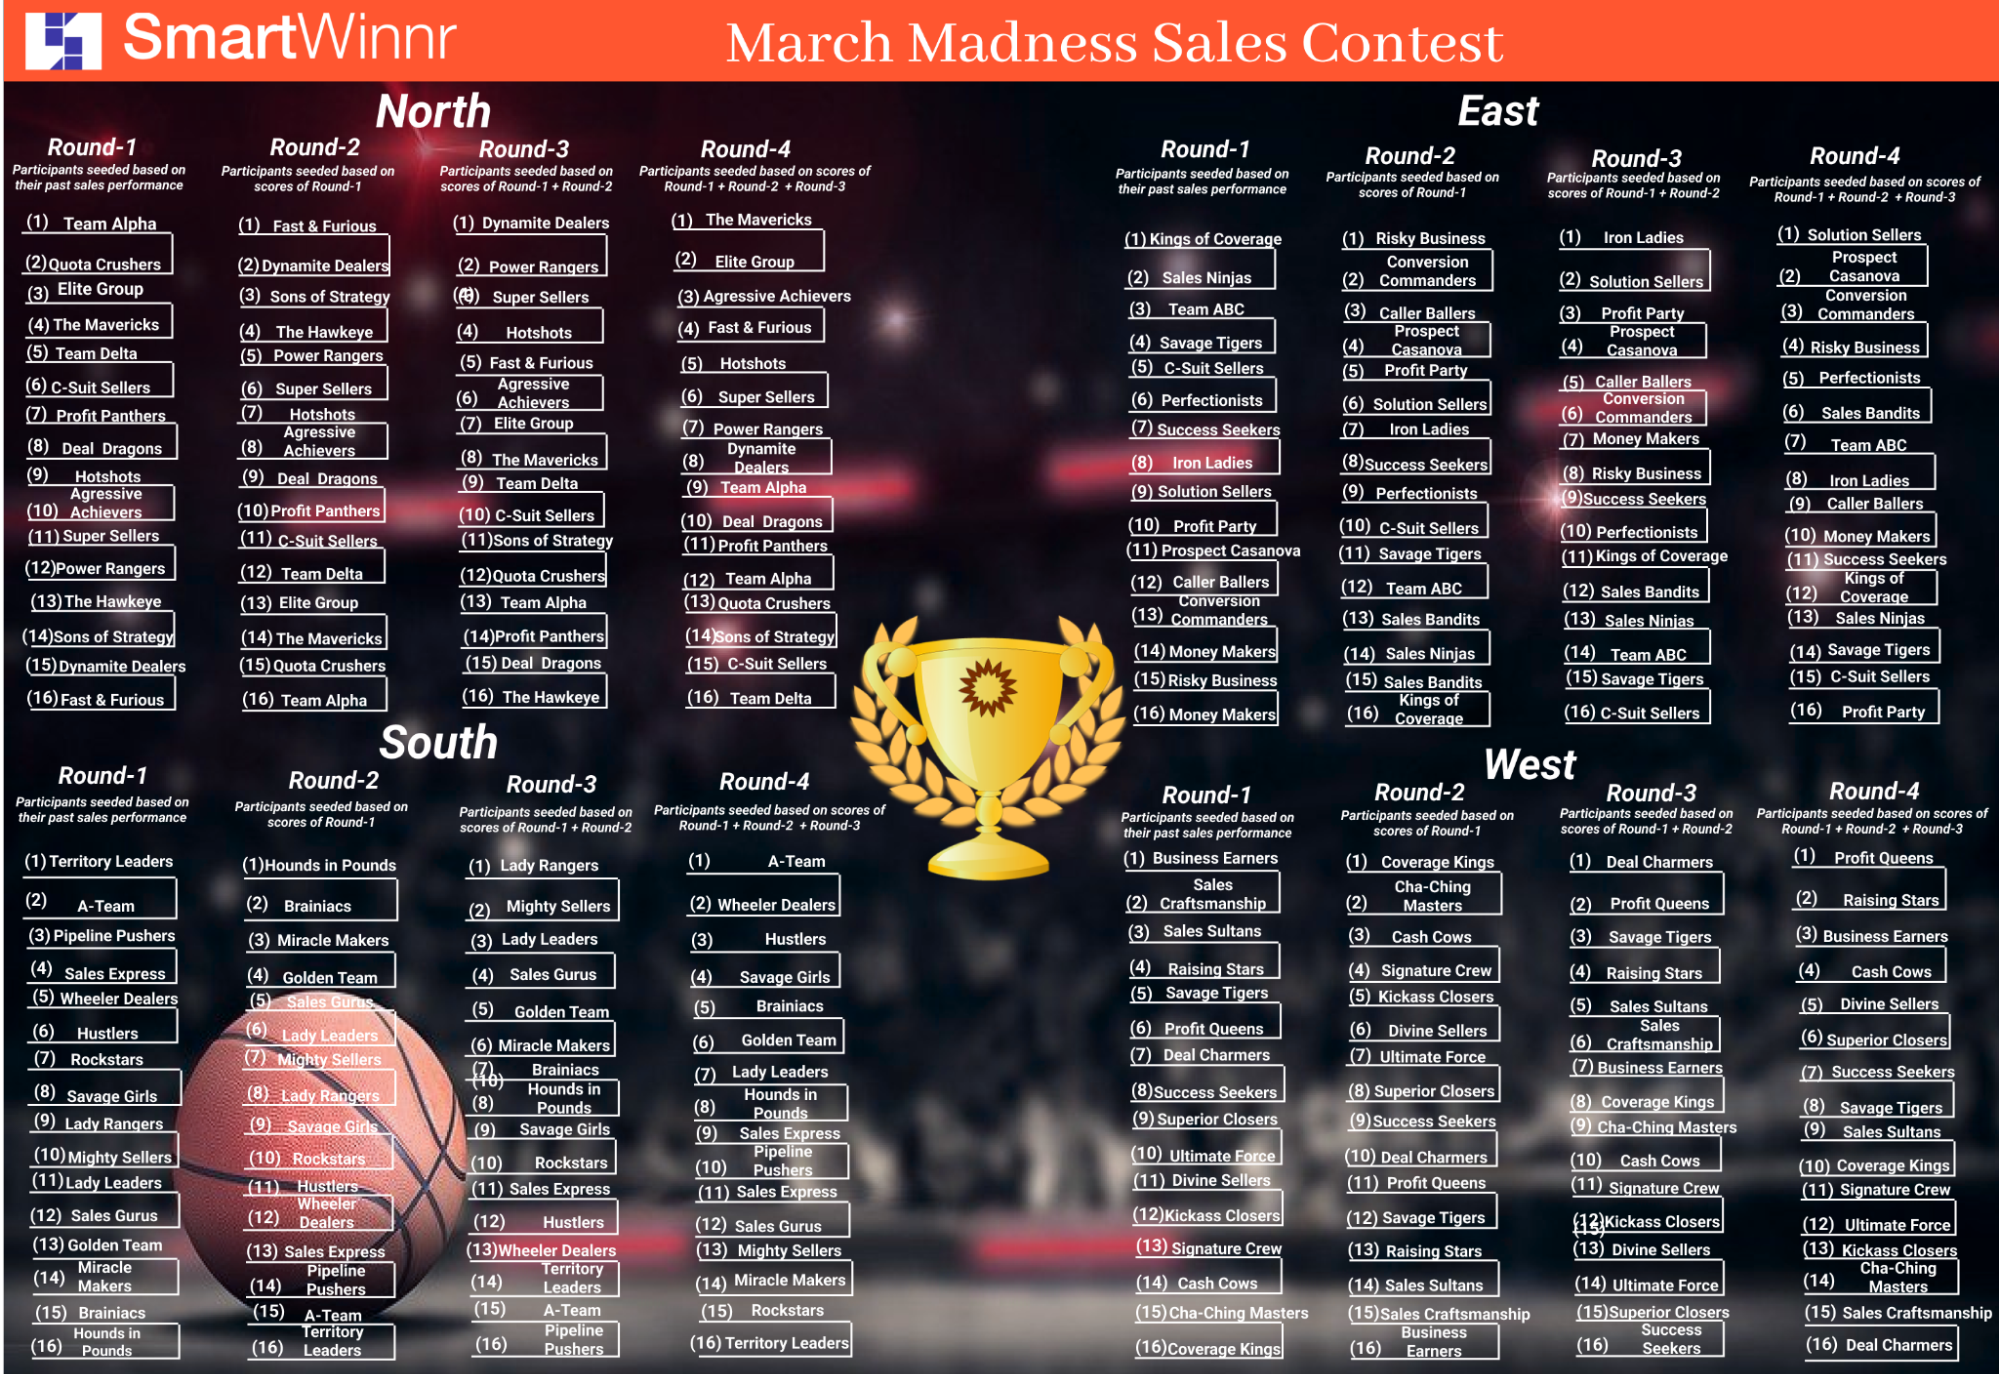 SmartWinnr
March Madness Sales Contest
North
Round-1
Participants seeded based on
their past sales performance
(1) Team Alpha
(2) Quota Crushers
(3) Elite Group
(4) The Mavericks
(5) Team Delta
(6) C-Suit Sellers
(7) Profit Panthers
(8) Deal Dragons
(9) Hotshots
(10) Agressive
Achievers
(11) Super Sellers
(12) Power Rangers
(13) The Hawkeye
(14) Sons of Strategy
(15) Dynamite Dealers
(16) Fast & Furious
Round-2
Participants seeded based on
scores of Round-1
(1) Fast & Furious
(2) Dynamite Dealers
(3) Sons of Strategy
(4) The Hawkeye
(5) Power Rangers
(6) Super Sellers
(7) Hotshots
(8) Agressive
Achievers
(9) Deal Dragons
(10) Profit Panthers
(11) C-Suit Sellers
(12) Team Delta
(13) Elite Group
(14) The Mavericks
(15) Quota Crushers
(16) Team Alpha
Round-3
Participants seeded based on
scores of Round-1 + Round-2
(1) Dynamite Dealers
(2) Power Rangers
Super Sellers
(4) Hotshots
(5) Fast & Furious
(6) Agressive
Achievers
(7) Elite Group
(8) The Mavericks
(9) Team Delta
(10) C-Suit Sellers
(11) Sons of Strategy
(12) Quota Crushers
(13) Team Alpha
(14) Profit Panthers
(15) Deal Dragons
(16) The Hawkeye
Round-4
Participants seeded based on scores of
Round-1 + Round-2 + Round-3
(1) The Mavericks
(2) Elite Group
(3) Agressive Achievers
(4) Fast & Furious
(5) Hotshots
(6) Super Sellers
(7) Power Rangers
(8) Dynamite
Dealers
(9) Team Alpha
(10) Deal Dragons
(11) Profit Panthers
(12) Team Alpha
(13) Quota Crushers
(14) Sons of Strategy
(15) C-Suit Sellers
(16) Team Delta
East
Round-1
Participants seeded based on
their past sales performance
(1) Kings of Coverage
(2) Sales Ninjas
(3) Team ABC
(4) Savage Tigers
(5) C-Suit Sellers
(6) Perfectionists
(7) Success Seekers
(8) Iron Ladies
(9) Solution Sellers
(10) Profit Party
(11) Prospect Casanova
(12) Caller Ballers
(13) Conversion
Commanders
(14) Money Makers
(15) Risky Business
(16) Money Makers
Round-2
Participants seeded based on
scores of Round-1
(1) Risky Business
(2) Conversion
Commanders
(3) Caller Ballers
(4) Prospect
Casanova
(5) Profit Party
(6) Solution Sellers
(7) Iron Ladies
(8) Success Seekers
(9) Perfectionists
(10) C-Suit Sellers
(11) Savage Tigers
(12) Team ABC
(13) Sales Bandits
(14) Sales Ninjas
(15) Sales Bandits
(16) Kings of
Coverage
Round-3
Participants seeded based on
scores of Round-1 + Round-2
(1) Iron Ladies
(2) Solution Sellers
(3) Profit Party
(4) Prospect
Casanova
(5) Caller Ballers
(6) Conversion
Commanders
(7) Money Makers
(8) Risky Business
(9) Success Seekers
(10) Perfectionists
(11) Kings of Coverage
(12) Sales Bandits
(13) Sales Ninjas
(14) Team ABC
(15) Savage Tigers
(16) C-Suit Sellers
Round-4
Participants seeded based on scores of
Round-1 + Round-2 + Round-3
(1) Solution Sellers
(2) Prospect
Casanova
(3) Conversion
Commanders
(4) Risky Business
(5) Perfectionists
(6) Sales Bandits
(7) Team ABC
(8) Iron Ladies
(9) Caller Ballers
(10) Money Makers
(11) Success Seekers
(12) Kings of
Coverage
(13) Sales Ninjas
(14) Savage Tigers
(15) C-Suit Sellers
(16) Profit Party
South
Round-1
Participants seeded based on
their past sales performance
(1) Territory Leaders
(2) A-Team
(3) Pipeline Pushers
(4) Sales Express
(5) Wheeler Dealers
(6) Hustlers
(7) Rockstars
(8) Savage Girls
(9) Lady Rangers
(10) Mighty Sellers
(11) Lady Leaders
(12) Sales Gurus
(13) Golden Team
(14) Miracle
Makers
(15) Brainiacs
(16) Hounds in
Pounds
Round-2
Participants seeded based on
scores of Round-1
(1) Hounds in Pounds
(2) Brainiacs
(3) Miracle Makers
(4) Golden Team
(5) Sales Gurus
(6) Lady Leaders
(7) Mighty Sellers
(8) Lady Rangers
(9) Savage Girls
(10) Rockstars
(11) Hustlers
(12) Wheeler
Dealers
(13) Sales Express
(14) Pipeline
Pushers
(15) A-Team
(16) Territory
Leaders
Round-3
Participants seeded based on
scores of Round-1 + Round-2
(1) Lady Rangers
(2) Mighty Sellers
(3) Lady Leaders
(4) Sales Gurus
(5) Golden Team
(6) Miracle Makers
(7) Brainiacs
(10)
(8) Hounds in
Pounds
(9) Savage Girls
(10) Rockstars
(11) Sales Express
(12) Hustlers
(13) Wheeler Dealers
(14) Territory
Leaders
(15) A-Team
(16) Pipeline
Pushers
Round-4
Participants seeded based on scores of
Round-1 + Round-2 + Round-3
(1) A-Team
(2) Wheeler Dealers
(3) Hustlers
(4) Savage Girls
(5) Brainiacs
(6) Golden Team
(7) Lady Leaders
(8) Hounds in
Pounds
(9) Sales Express
(10) Pipeline
Pushers
(11) Sales Express
(12) Sales Gurus
(13) Mighty Sellers
(14) Miracle Makers
(15) Rockstars
(16) Territory Leaders
West
Round-1
Participants seeded based on
their past sales performance
(1) Business Earners
(2) Sales
Craftsmanship
(3) Sales Sultans
(4) Raising Stars
(5) Savage Tigers
(6) Profit Queens
(7) Deal Charmers
(8) Success Seekers
(9) Superior Closers
(10) Ultimate Force
(11) Divine Sellers
(12) Kickass Closers
(13) Signature Crew
(14) Cash Cows
(15) Cha-Ching Masters
(16) Coverage Kings
Round-2
Participants seeded based on
scores of Round-1
(1) Coverage Kings
(2) Cha-Ching
Masters
(3) Cash Cows
(4) Signature Crew
(5) Kickass Closers
(6) Divine Sellers
(7) Ultimate Force
(8) Superior Closers
(9) Success Seekers
(10) Deal Charmers
(11) Profit Queens
(12) Savage Tigers
(13) Raising Stars
(14) Sales Sultans
(15) Sales Craftsmanship
(16) Business
Earners
Round-3
Participants seeded based on
scores of Round-1 + Round-2
(1) Deal Charmers
(2) Profit Queens
(3) Savage Tigers
(4) Raising Stars
(5) Sales Sultans
(6) Sales
Craftsmanship
(7) Business Earners
(8) Coverage Kings
(9) Cha-Ching Masters
(10) Cash Cows
(11) Signature Crew
(12) Kickass Closers
(13) Divine Sellers
(14) Ultimate Force
(15) Superior Closers
(16) Success
Seekers
Round-4
Participants seeded based on scores of
Round-1 + Round-2 + Round-3
(1) Profit Queens
(2) Raising Stars
(3) Business Earners
(4) Cash Cows
(5) Divine Sellers
(6) Superior Closers
(7) Success Seekers
(8) Savage Tigers
(9) Sales Sultans
(10) Coverage Kings
(11) Signature Crew
(12) Ultimate Force
(13) Kickass Closers
(14) Cha-Ching
Masters
(15) Sales Craftsmanship
(16) Deal Charmers